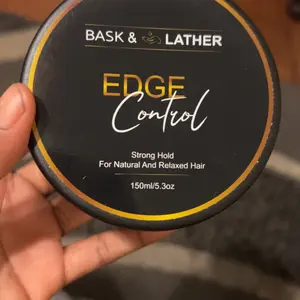 BASK & LATHER
EDGE
Control
Strong Hold
For Natural And Relaxed Hair
150ml/5.3oz